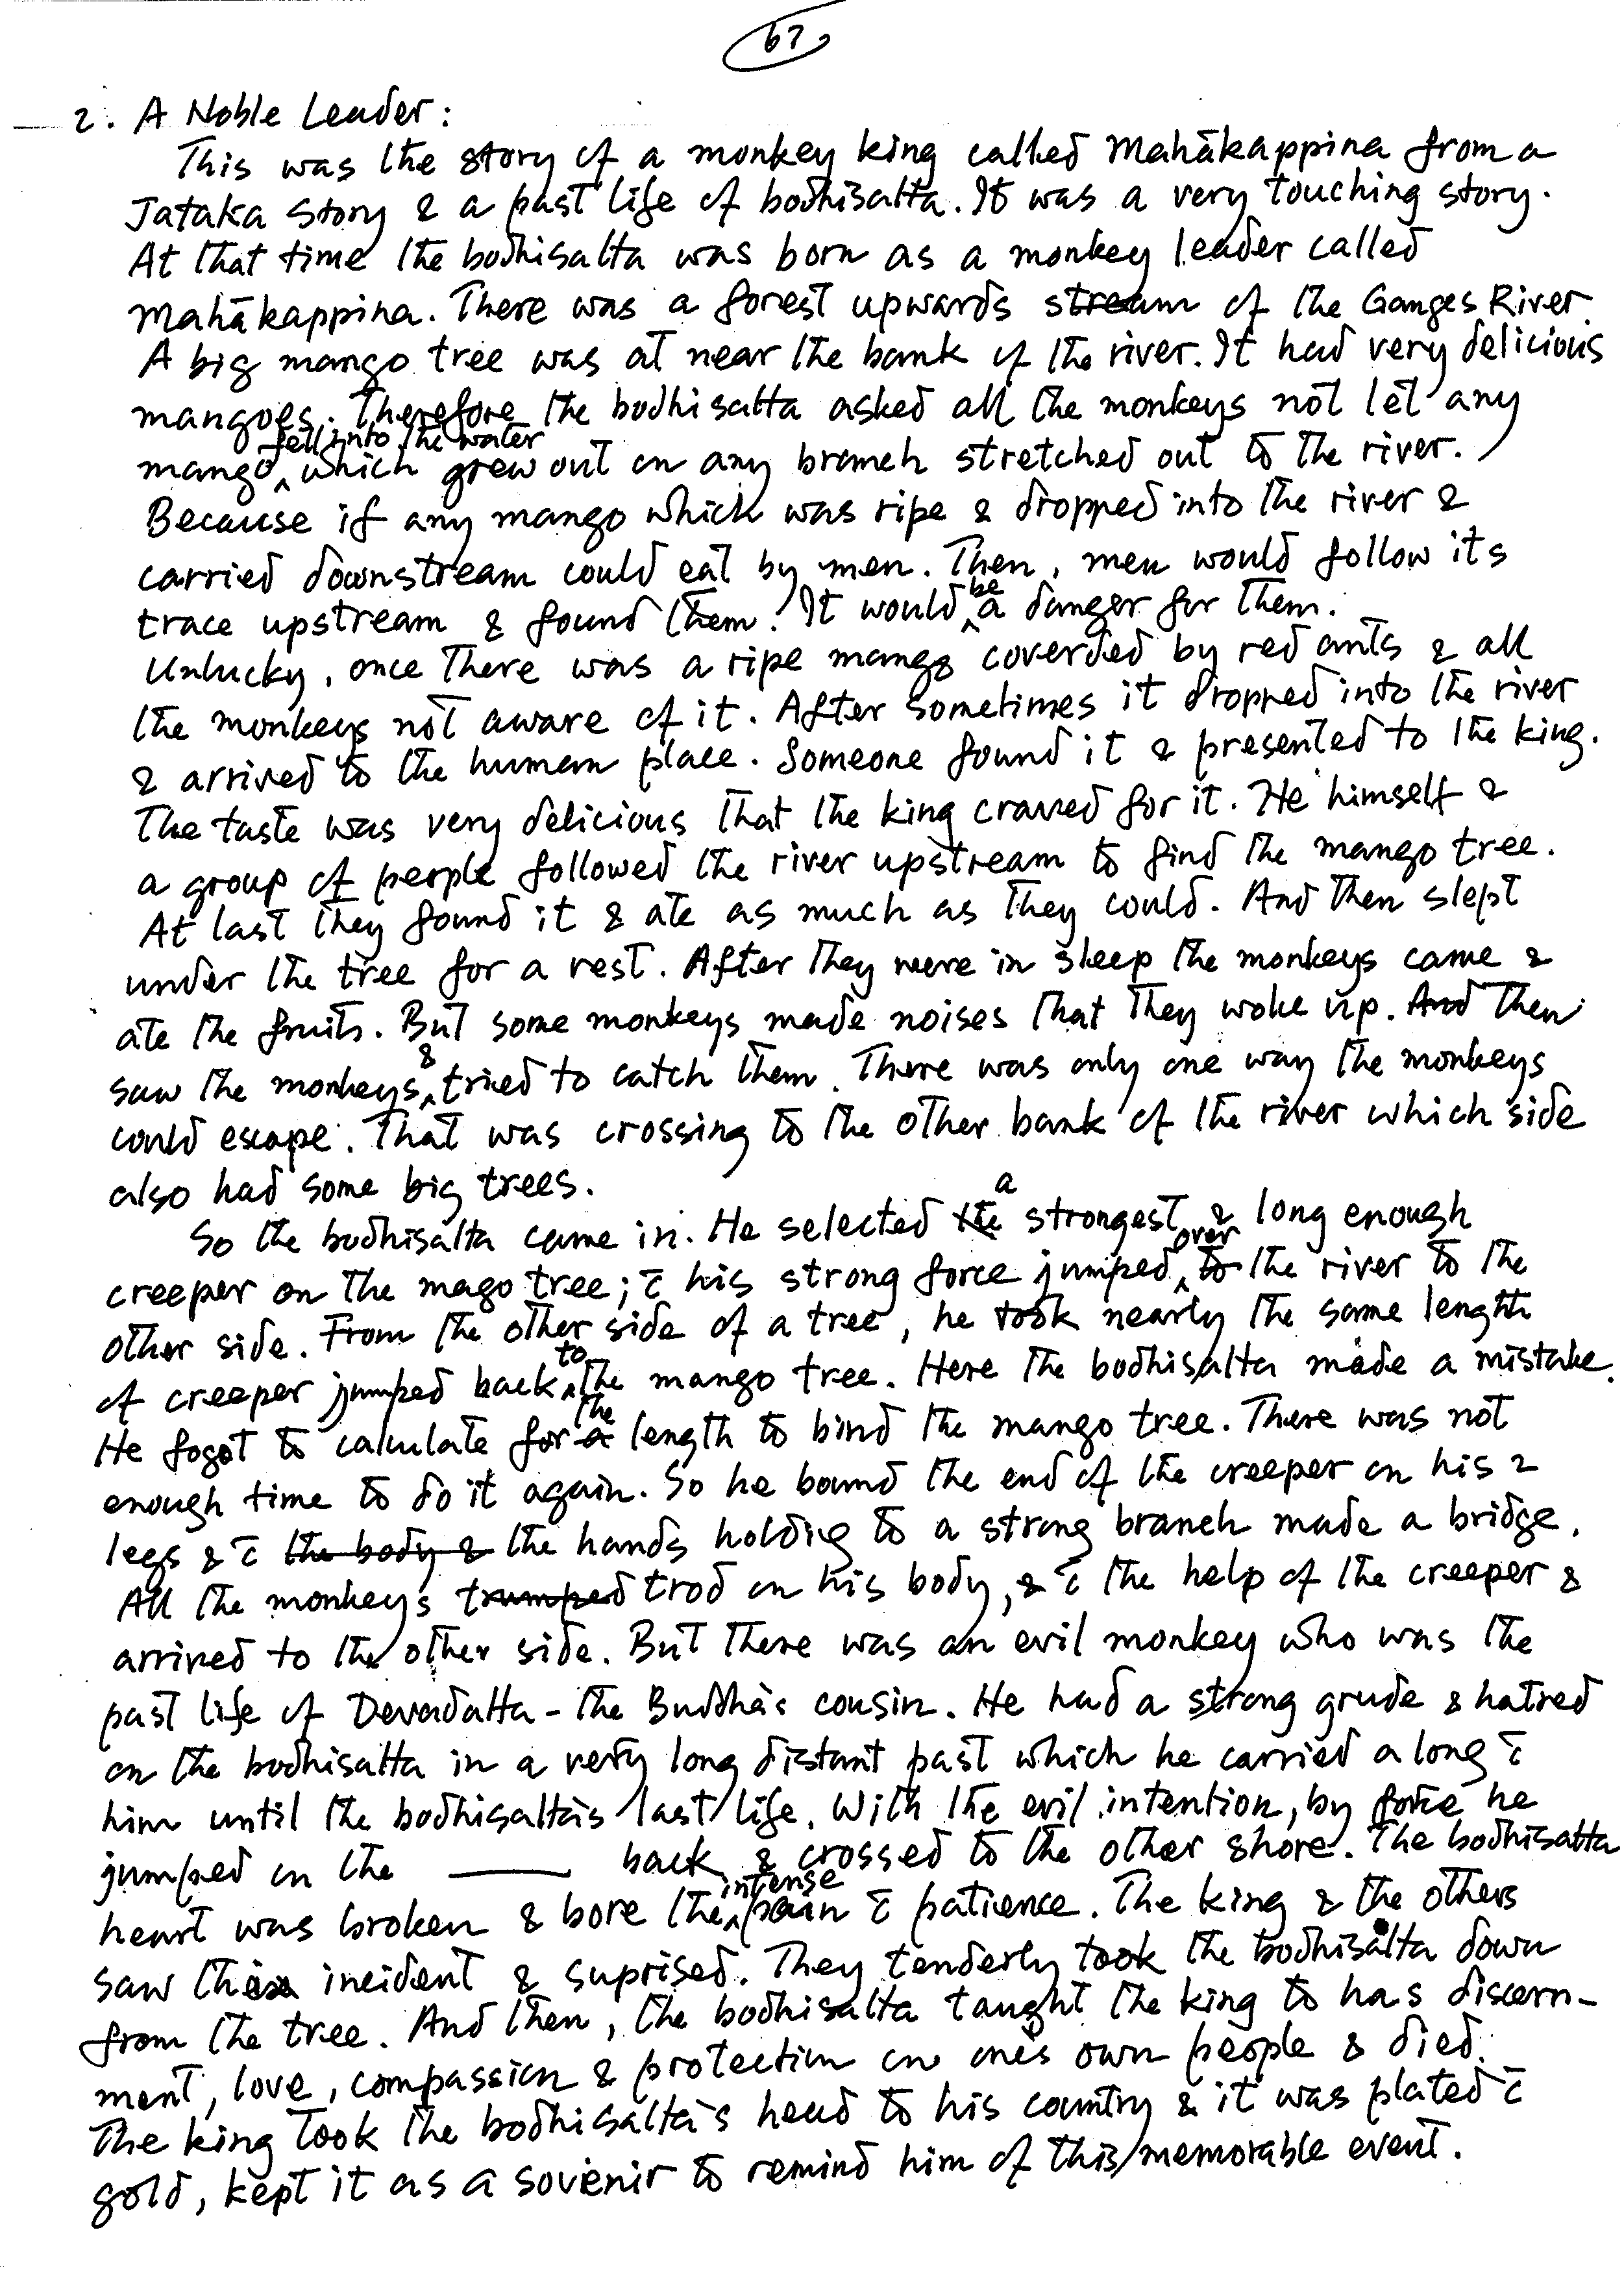 67
2. A Noble Leader:
This was the story of a monkey king called Mahākappina from a
Jataka story & a past life of bodhisatta. It was a very touching story.
At that time the bodhisatta was born as a monkey leader called
Mahākappina. There was a forest upwards stream of the Ganges River.
A big mango tree was at near the bank of the river. It had very delicious
mangoes. Therefore the bodhisatta asked all the monkeys not let any
mango fell into the water which grew out on any branch stretched out to the river.
Because if any mango which was ripe & dropped into the river &
carried downstream could eat by men. Then, men would follow its
trace upstream & found them. It would be a danger for them.
Unlucky, once there was a ripe mango coverded by red ants & all
the monkeys not aware of it. After sometimes it dropped into the river
& arrived to the human place. Someone found it & presented to the king.
The taste was very delicious that the king craved for it. He himself &
a group of people followed the river upstream to find the mango tree.
At last they found it & ate as much as they could. And then slept
under the tree for a rest. After they were in sleep the monkeys came &
ate the fruits. But some monkeys made noises that they woke up. And then
saw the monkeys & tried to catch them. There was only one way the monkeys
could escape. That was crossing to the other bank of the river which side
also had some big trees.
So the bodhisatta came in. He selected a strongest & long enough
creeper on the mago tree; c̄ his strong force jumped over the river to the
other side. From the other side of a tree, he took nearly the same length
of creeper jumped back to the mango tree. Here the bodhisatta made a mistake.
He fogot to calculate for the length to bind the mango tree. There was not
enough time to do it again. So he bound the end of the creeper on his 2
legs & c̄ the body & the hands holdig to a strong branch made a bridge.
All the monkeys trumped trod on his body, & c̄ the help of the creeper &
arrived to the other side. But there was an evil monkey who was the
past life of Devadatta - the Buddha's cousin. He had a strong grude & hatred
on the bodhisatta in a very long distant past which he carried along c̄
him until the bodhisatta's last life. With the evil intention, by force he
jumped on the ______ back & crossed to the other shore. The bodhisatta
heart was broken & bore the intense pain c̄ patience. The king & the others
saw this incident & suprised. They tenderly took the bodhisatta down
from the tree. And then, the bodhisatta taught the king to has discern-
ment, love, compassion & protection on one's own people & died.
The king took the bodhisatta's head to his country & it was plated c̄
gold, kept it as a sovienir to remind him of this memorable event.